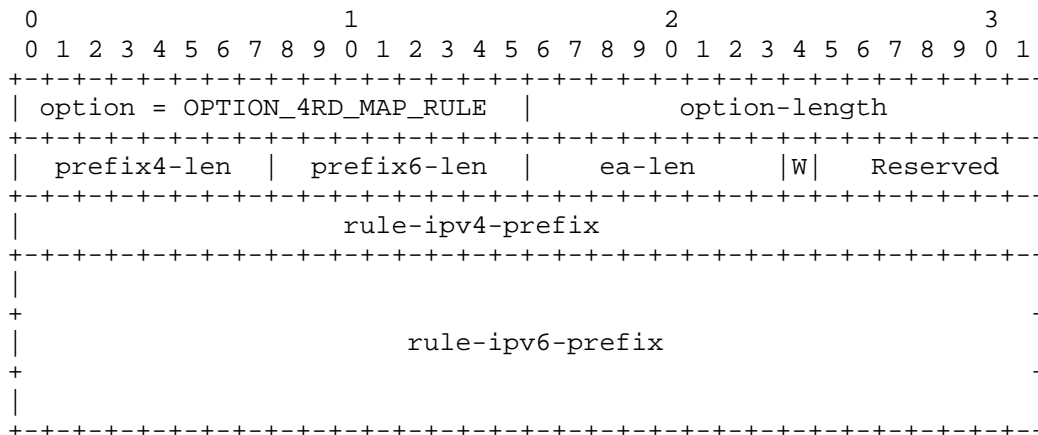 0                   1                   2                   3
 0 1 2 3 4 5 6 7 8 9 0 1 2 3 4 5 6 7 8 9 0 1 2 3 4 5 6 7 8 9 0 1
+-+-+-+-+-+-+-+-+-+-+-+-+-+-+-+-+-+-+-+-+-+-+-+-+-+-+-+-+-+-+-+--
| option = OPTION_4RD_MAP_RULE  |         option-length
+-+-+-+-+-+-+-+-+-+-+-+-+-+-+-+-+-+-+-+-+-+-+-+-+-+-+-+-+-+-+-+--
|  prefix4-len  |  prefix6-len  |    ea-len     |W|   Reserved
+-+-+-+-+-+-+-+-+-+-+-+-+-+-+-+-+-+-+-+-+-+-+-+-+-+-+-+-+-+-+-+--
|                    rule-ipv4-prefix
+-+-+-+-+-+-+-+-+-+-+-+-+-+-+-+-+-+-+-+-+-+-+-+-+-+-+-+-+-+-+-+--
|
+                                                               -
|                        rule-ipv6-prefix
+                                                               -
|
+-+-+-+-+-+-+-+-+-+-+-+-+-+-+-+-+-+-+-+-+-+-+-+-+-+-+-+-+-+-+-+--